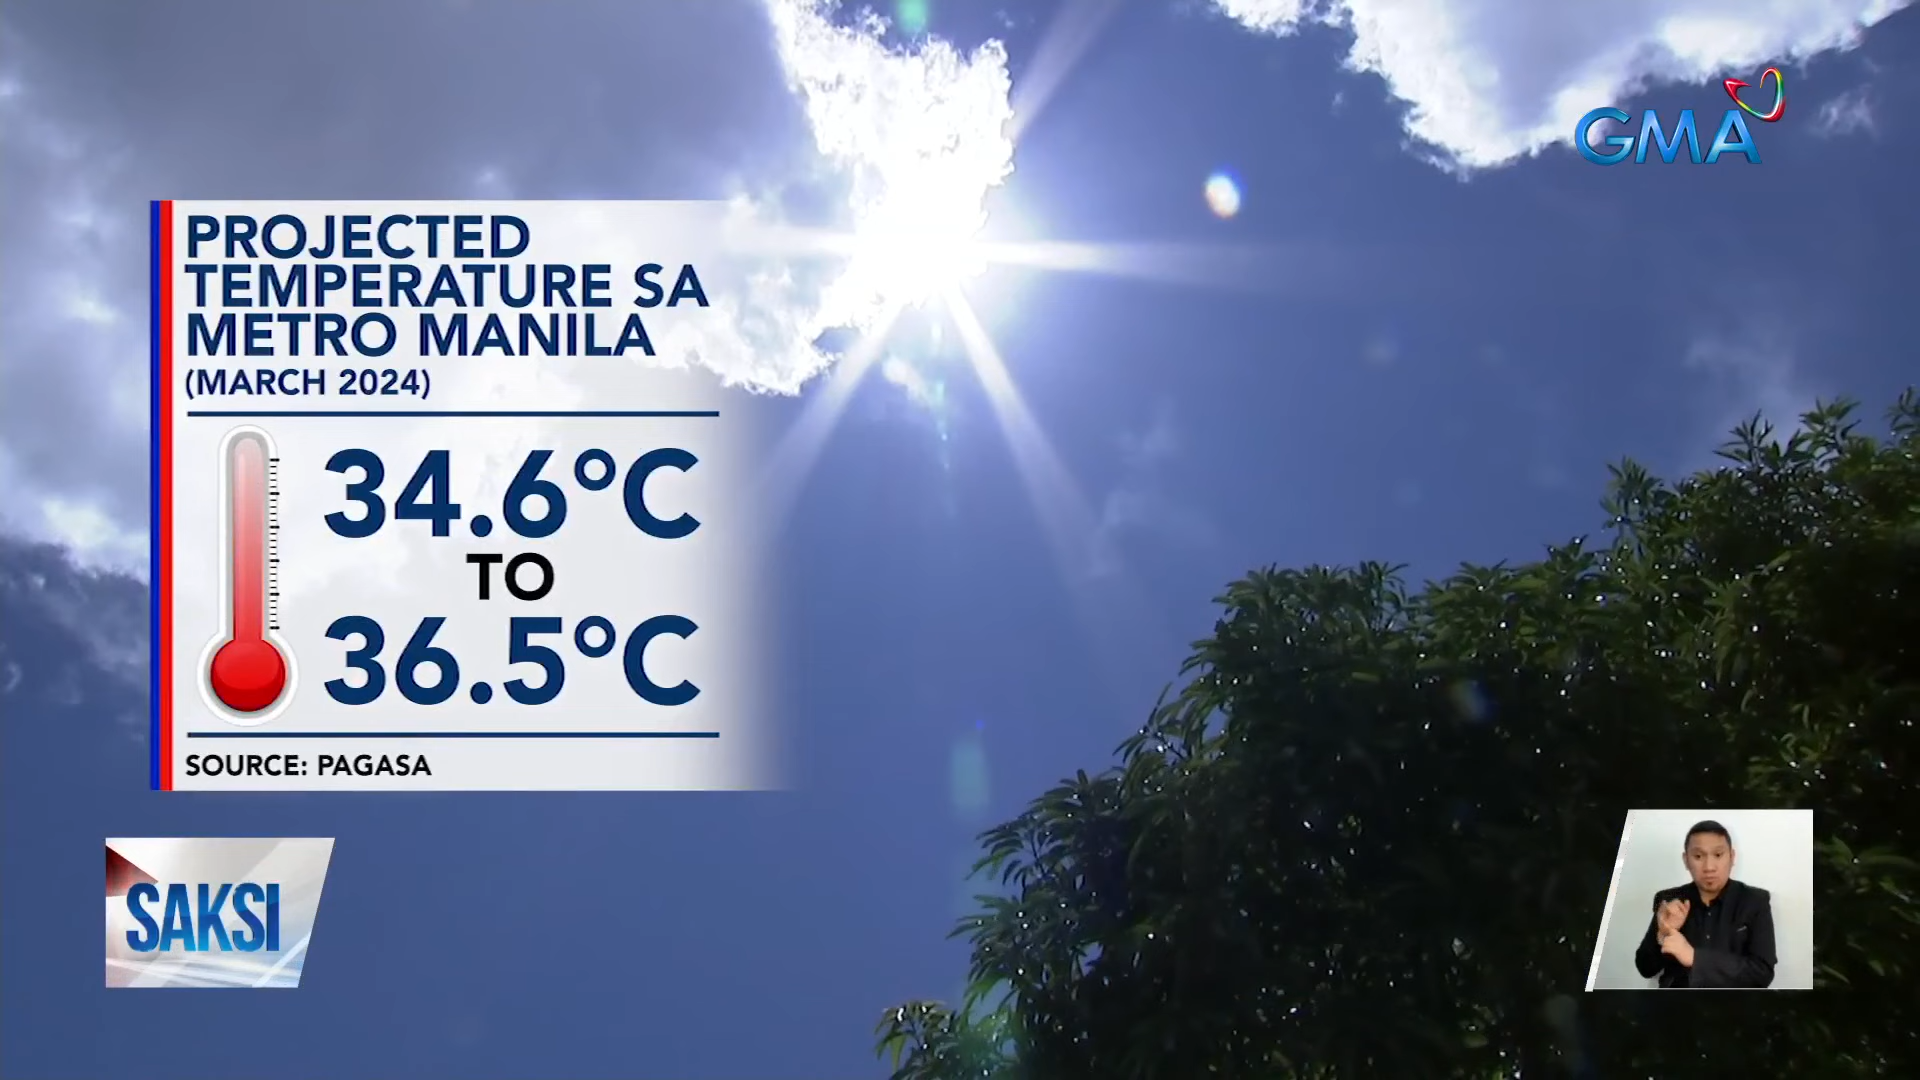 GMA
PROJECTED
TEMPERATURE SA
METRO MANILA
(MARCH 2024)
34.6°C
TO
36.5°C
SOURCE: PAGASA
SAKSI